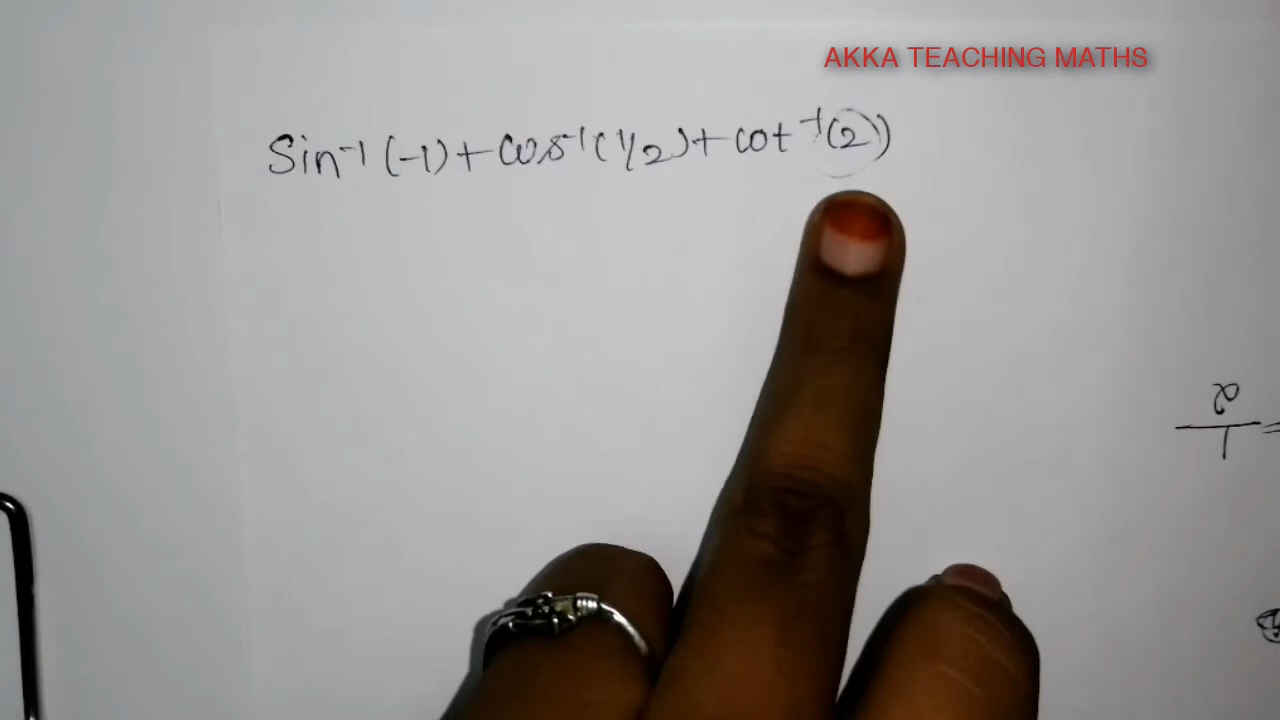 AKKA TEACHING MATHS
Sin⁻¹(-1)+cos⁻¹(1/2)+cot⁻¹(2))